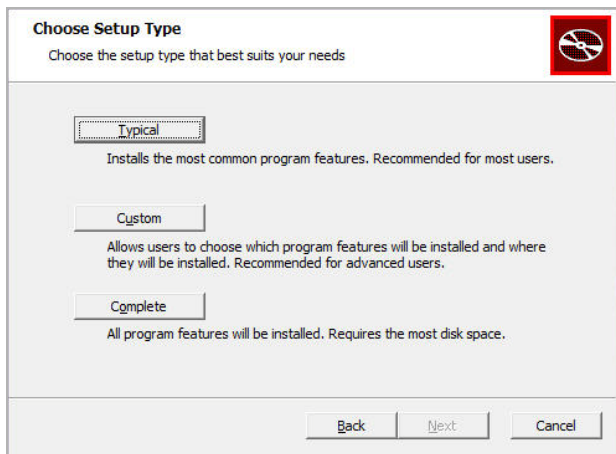 Choose Setup Type
Choose the setup type that best suits your needs
Typical
Installs the most common program features. Recommended for most users.
Custom
Allows users to choose which program features will be installed and where
they will be installed. Recommended for advanced users.
Complete
All program features will be installed. Requires the most disk space.
Back Next Cancel